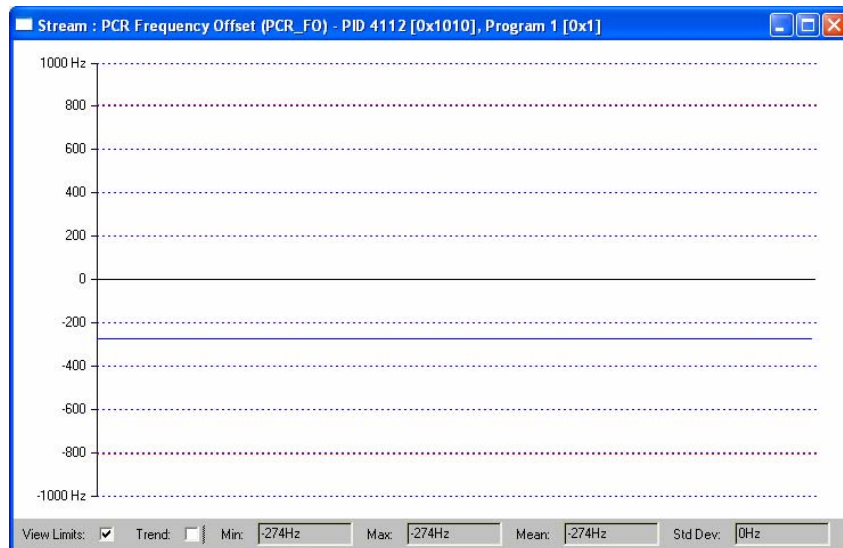 Stream : PCR Frequency Offset (PCR_FO) - PID 4112 [0x1010], Program 1 [0x1]
1000 Hz
800
600
400
200
0
-200
-400
-600
-800
-1000 Hz
View Limits: Trend: Min: -274Hz Max: -274Hz Mean: -274Hz Std Dev: 0Hz